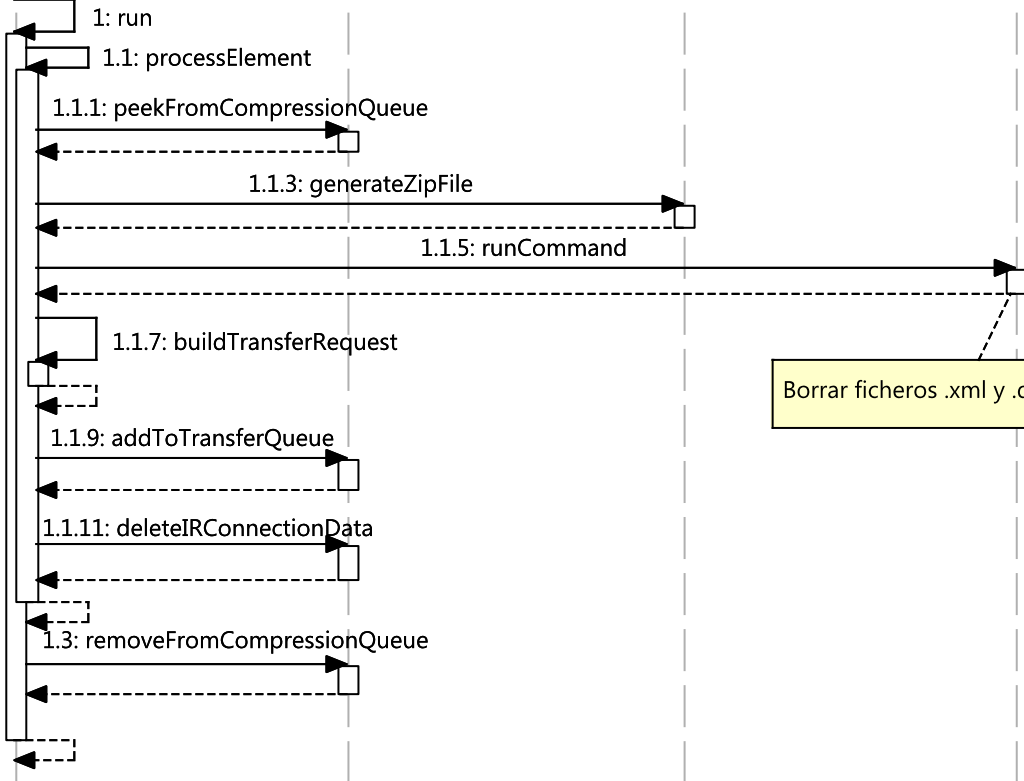 1: run
1.1: processElement
1.1.1: peekFromCompressionQueue
1.1.3: generateZipFile
1.1.5: runCommand
1.1.7: buildTransferRequest
Borrar ficheros .xml y
1.1.9: addToTransferQueue
1.1.11: deleteIRConnectionData
1.3: removeFromCompressionQueue